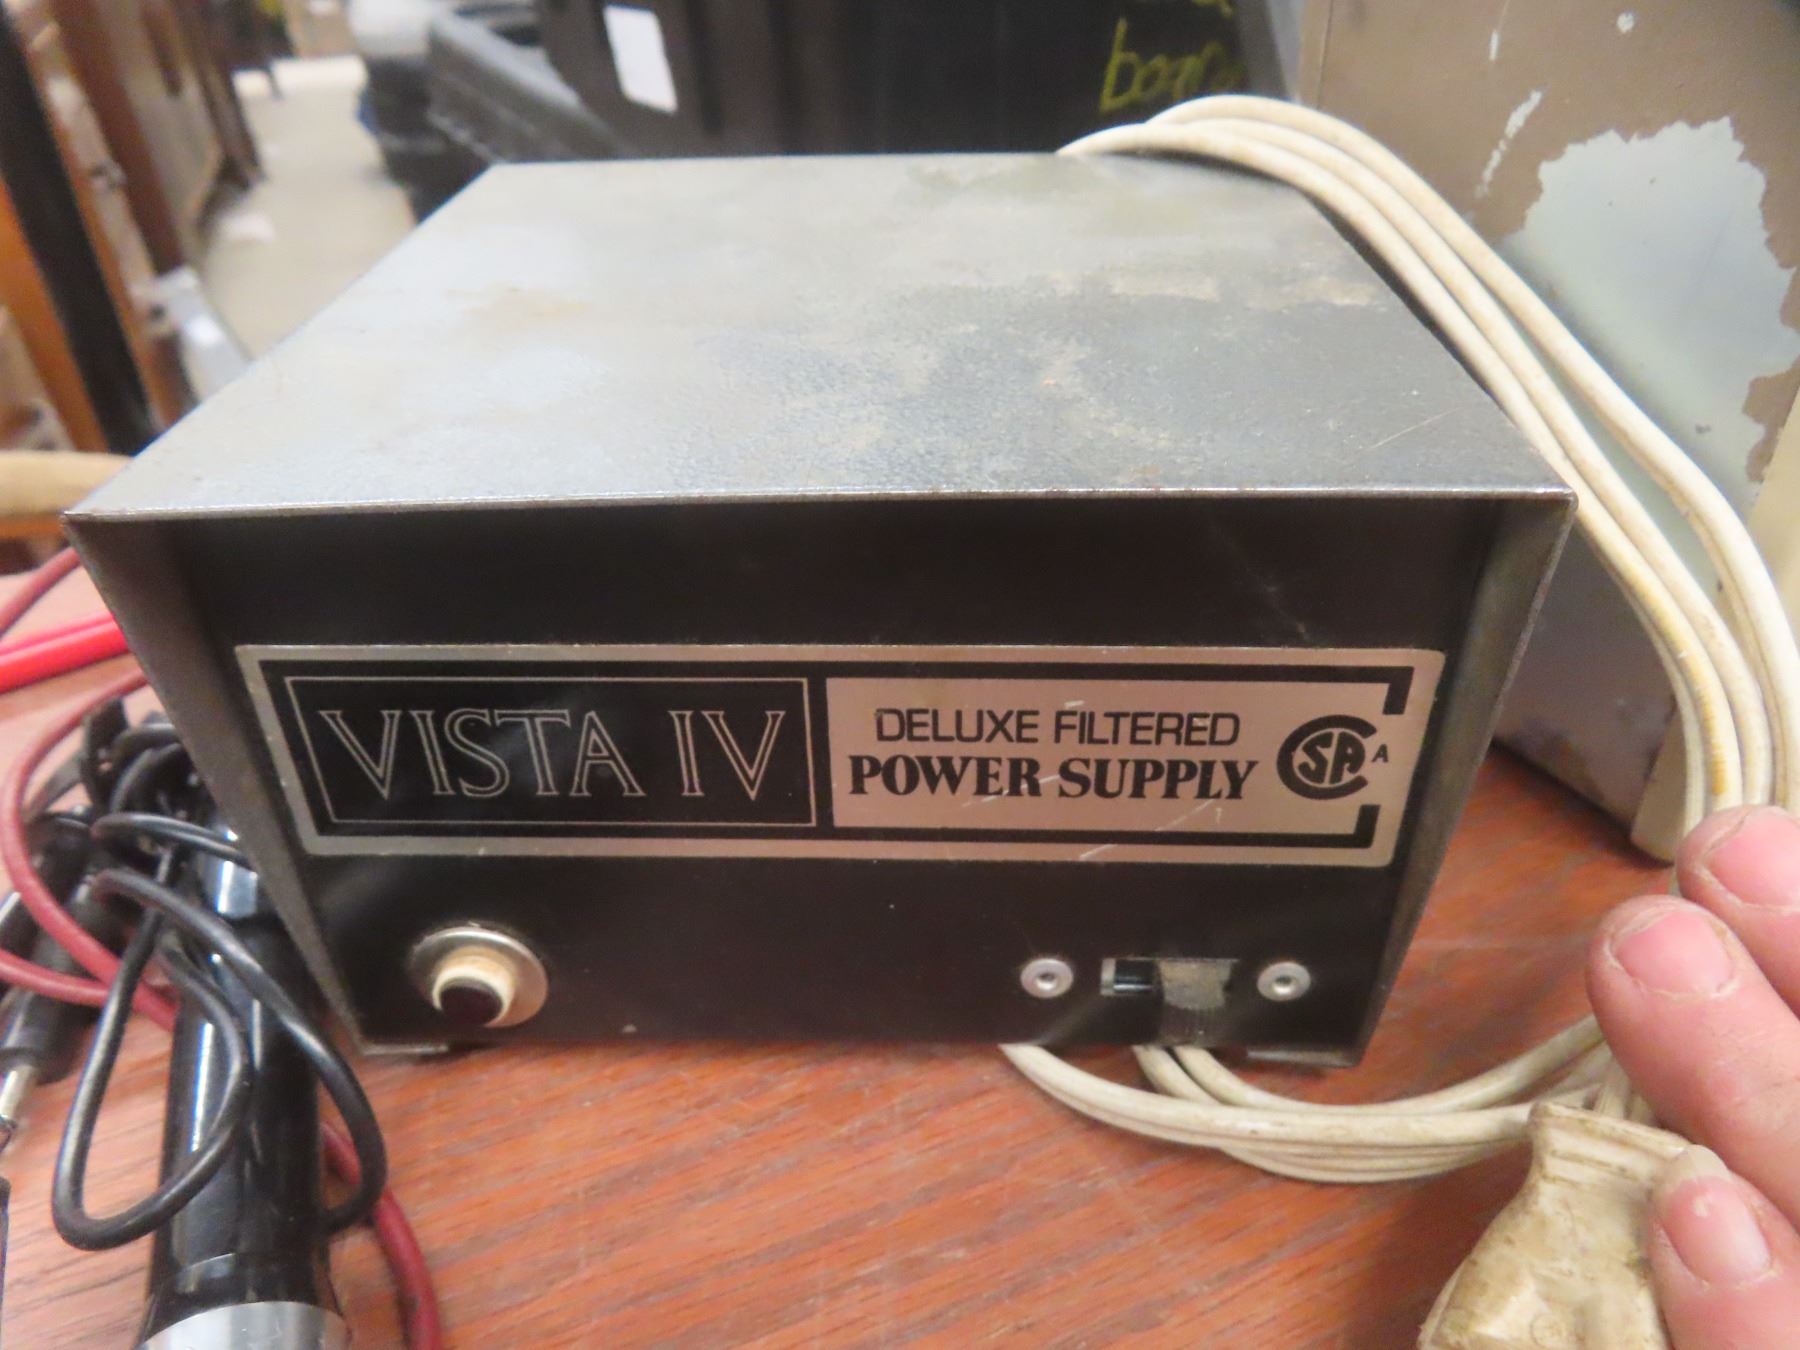 VISTA IV
DELUXE FILTERED
POWER SUPPLY
CSA A